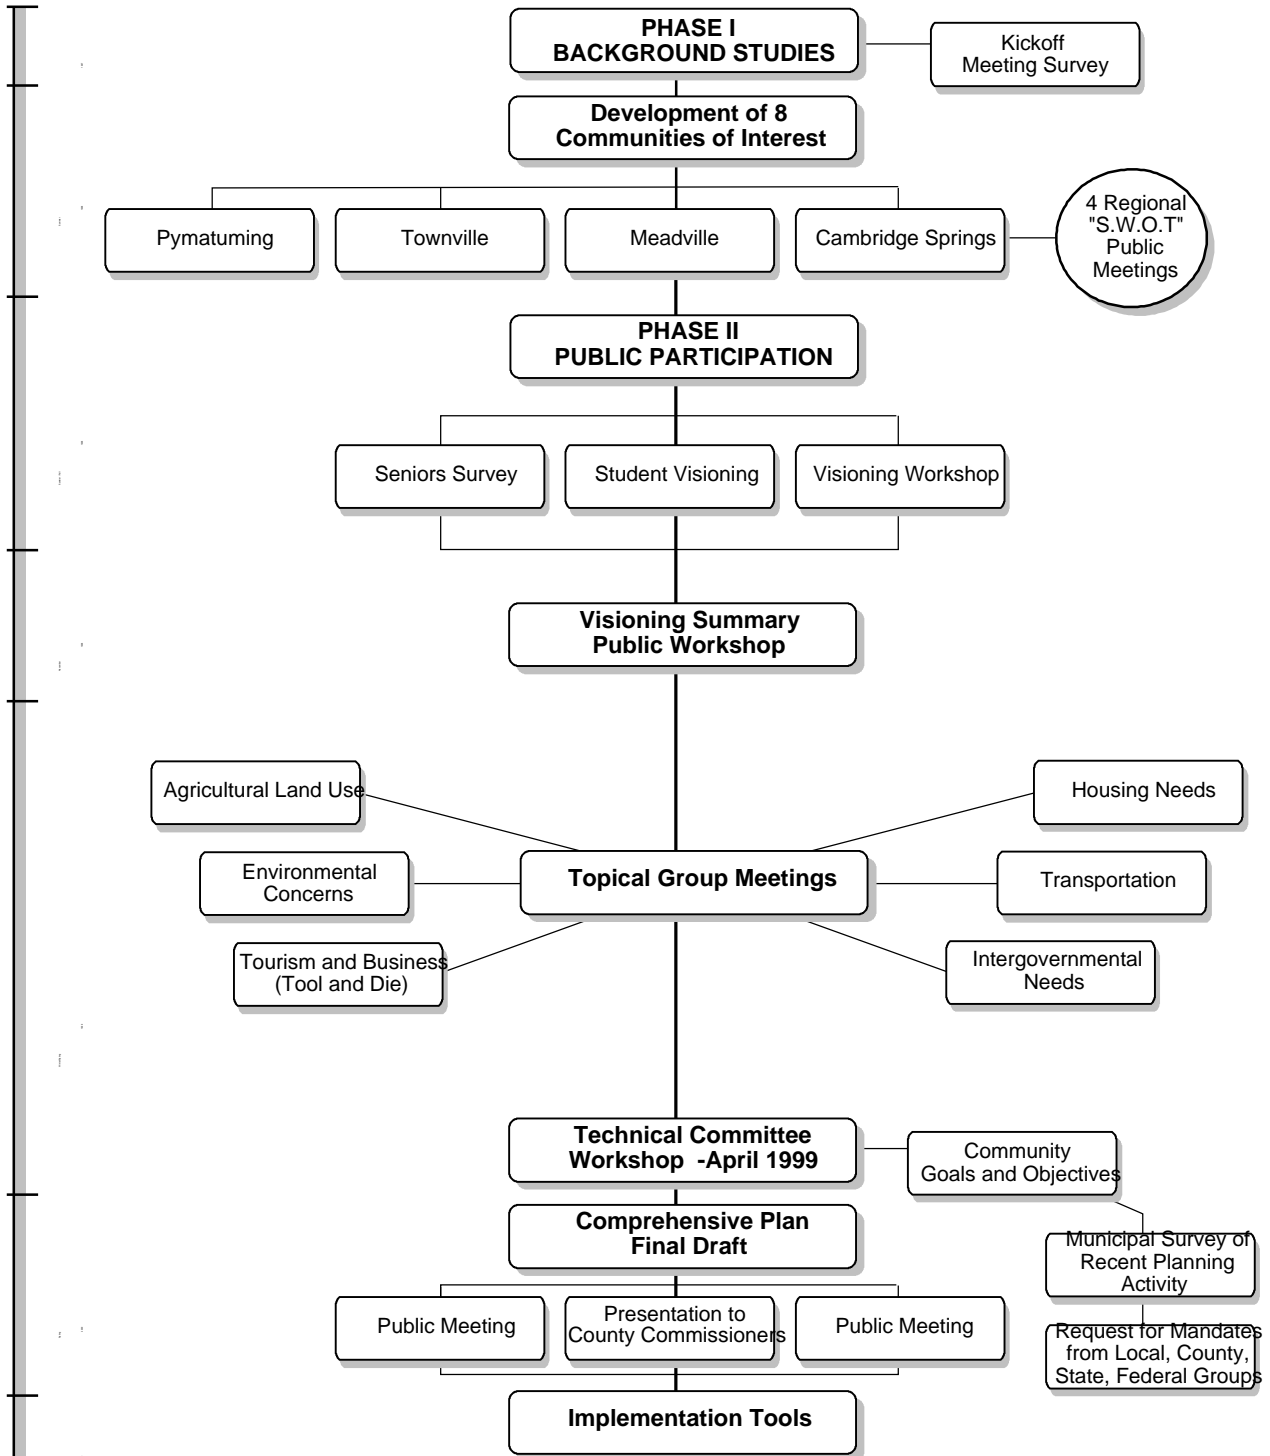 PHASE I
BACKGROUND STUDIES
Kickoff
Meeting Survey
Development of 8
Communities of Interest
Pymatuming
Townville
Meadville
Cambridge Springs
4 Regional
"S.W.O.T"
Public
Meetings
PHASE II
PUBLIC PARTICIPATION
Seniors Survey
Student Visioning
Visioning Workshop
Visioning Summary
Public Workshop
Agricultural Land Use
Housing Needs
Environmental
Concerns
Topical Group Meetings
Transportation
Tourism and Business
(Tool and Die)
Intergovernmental
Needs
Technical Committee
Workshop -April 1999
Community
Goals and Objectives
Comprehensive Plan
Final Draft
Municipal Survey of
Recent Planning
Activity
Public Meeting
Presentation to
County Commissioners
Public Meeting
Request for Mandates
from Local, County,
State, Federal Groups
Implementation Tools